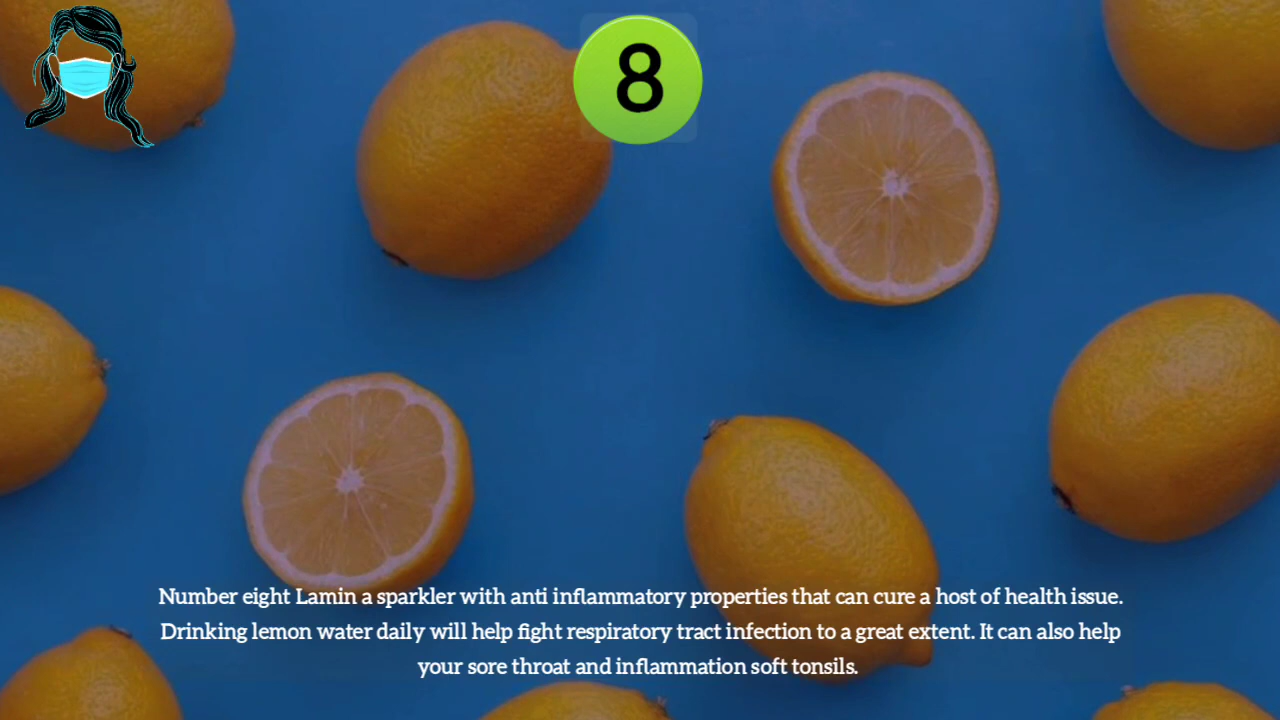 8
Number eight Lamin a sparkler with anti inflammatory properties that can cure a host of health issue.
Drinking lemon water daily will help fight respiratory tract infection to a great extent. It can also help
your sore throat and inflammation soft tonsils.